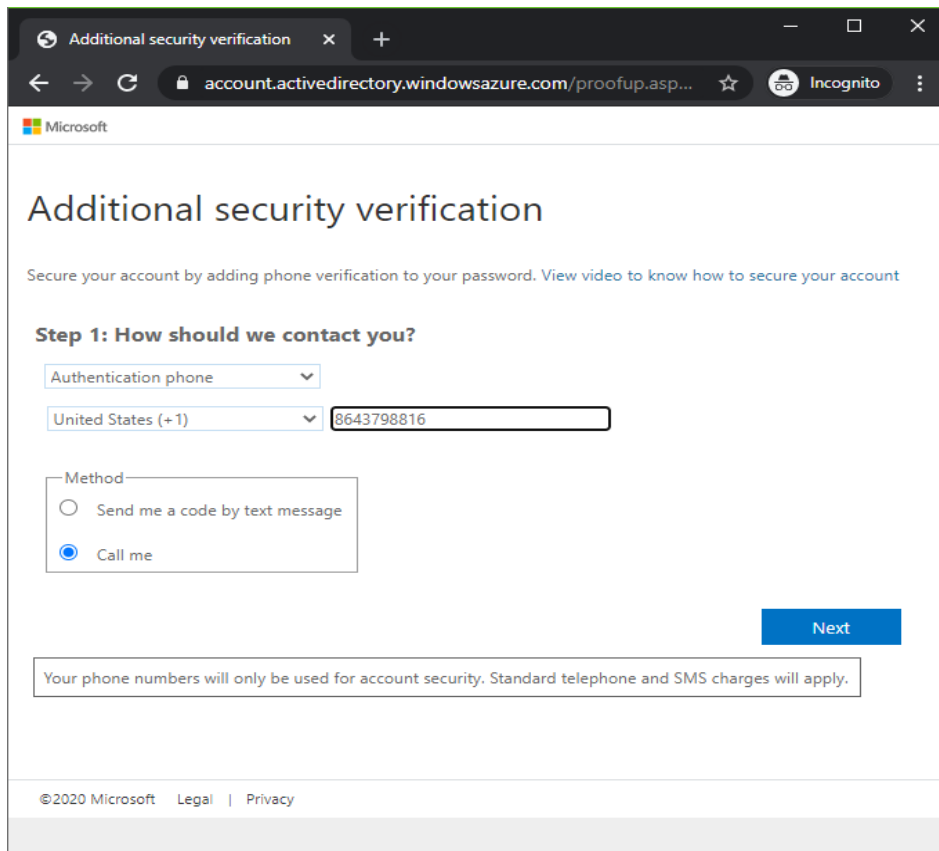 Additional security verification
account.activedirectory.windowsazure.com/proofup.asp... Incognito
Microsoft
Additional security verification
Secure your account by adding phone verification to your password. View video to know how to secure your account
Step 1: How should we contact you?
Authentication phone
United States (+1) 8643798816
Method
Send me a code by text message
Call me
Next
Your phone numbers will only be used for account security. Standard telephone and SMS charges will apply.
©2020 Microsoft Legal | Privacy